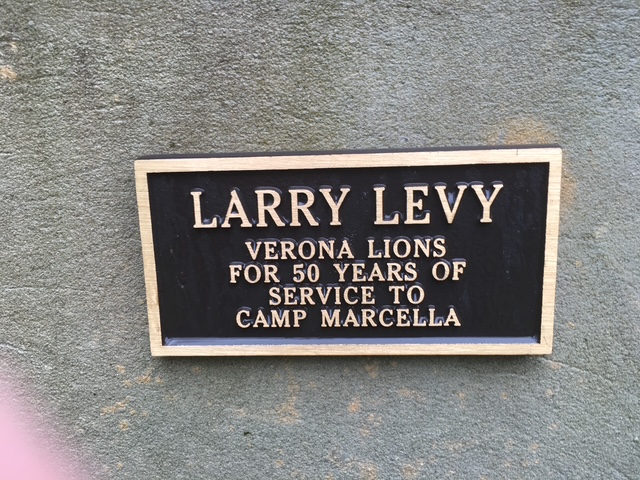 LARRY LEVY
VERONA LIONS
FOR 50 YEARS OF
SERVICE TO
CAMP MARCELLA